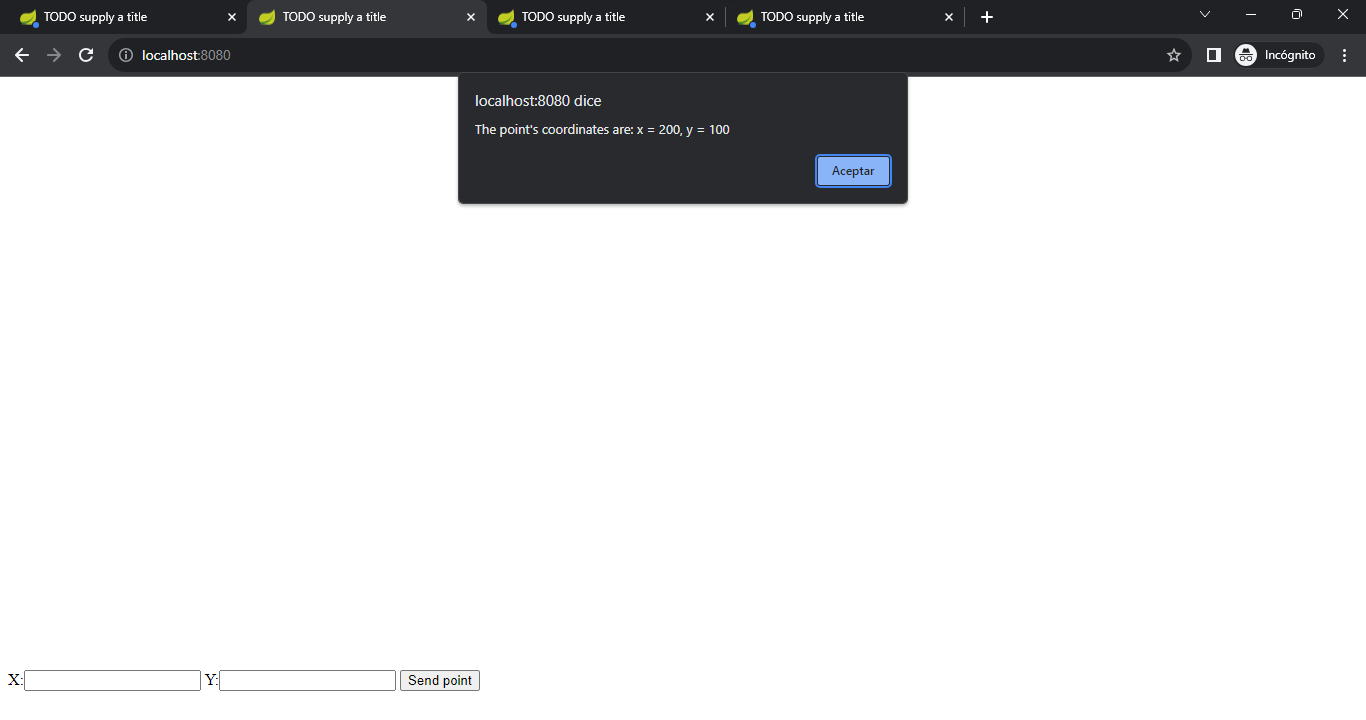 TODO supply a title
TODO supply a title
TODO supply a title
TODO supply a title
localhost:8080
Incógnito
localhost:8080 dice
The point's coordinates are: x = 200, y = 100
Aceptar
X: Y: Send point